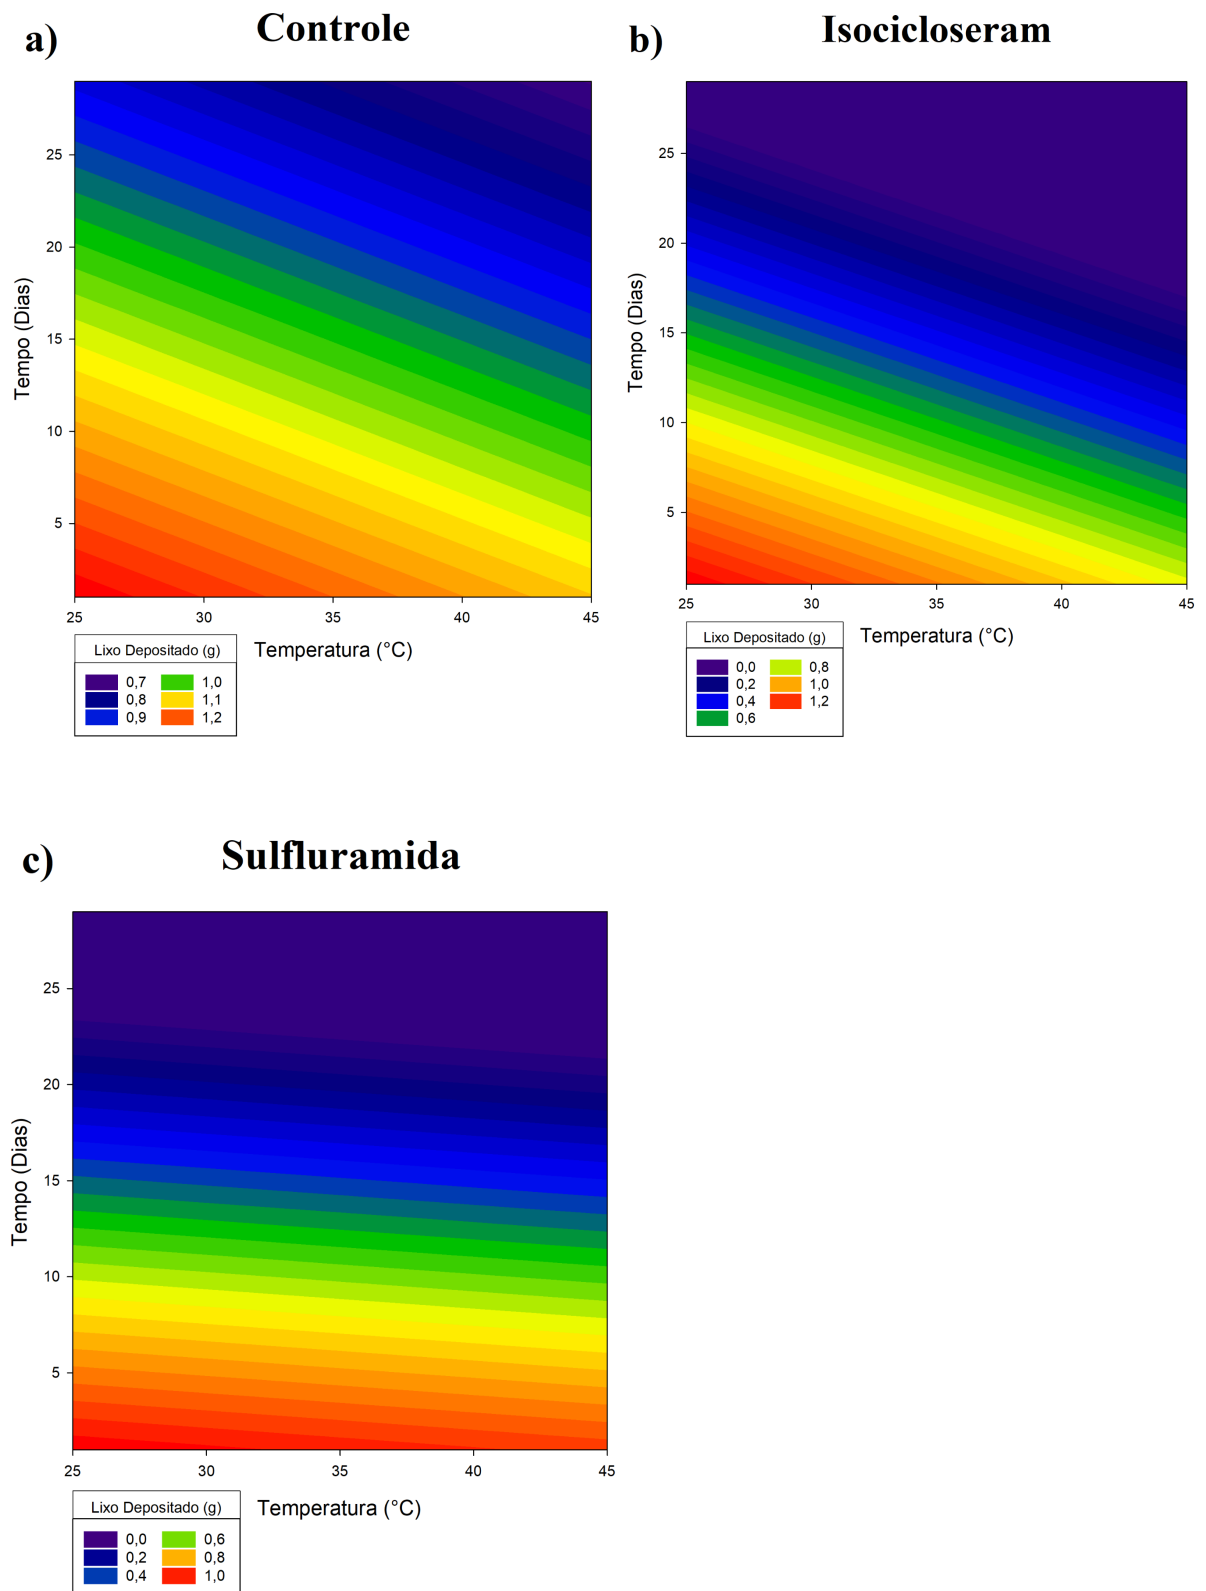 a)
Controle
25
20
15
10
5
Tempo (Dias)
25 30 35 40 45
Temperatura (°C)
Lixo Depositado (g)
0,7 1,0
0,8 1,1
0,9 1,2
b)
Isocicloseram
25
20
15
10
5
Tempo (Dias)
25 30 35 40 45
Temperatura (°C)
Lixo Depositado (g)
0,0 0,8
0,2 1,0
0,4 1,2
0,6
c)
Sulfluramida
25
20
15
10
5
Tempo (Dias)
25 30 35 40 45
Temperatura (°C)
Lixo Depositado (g)
0,0 0,6
0,2 0,8
0,4 1,0